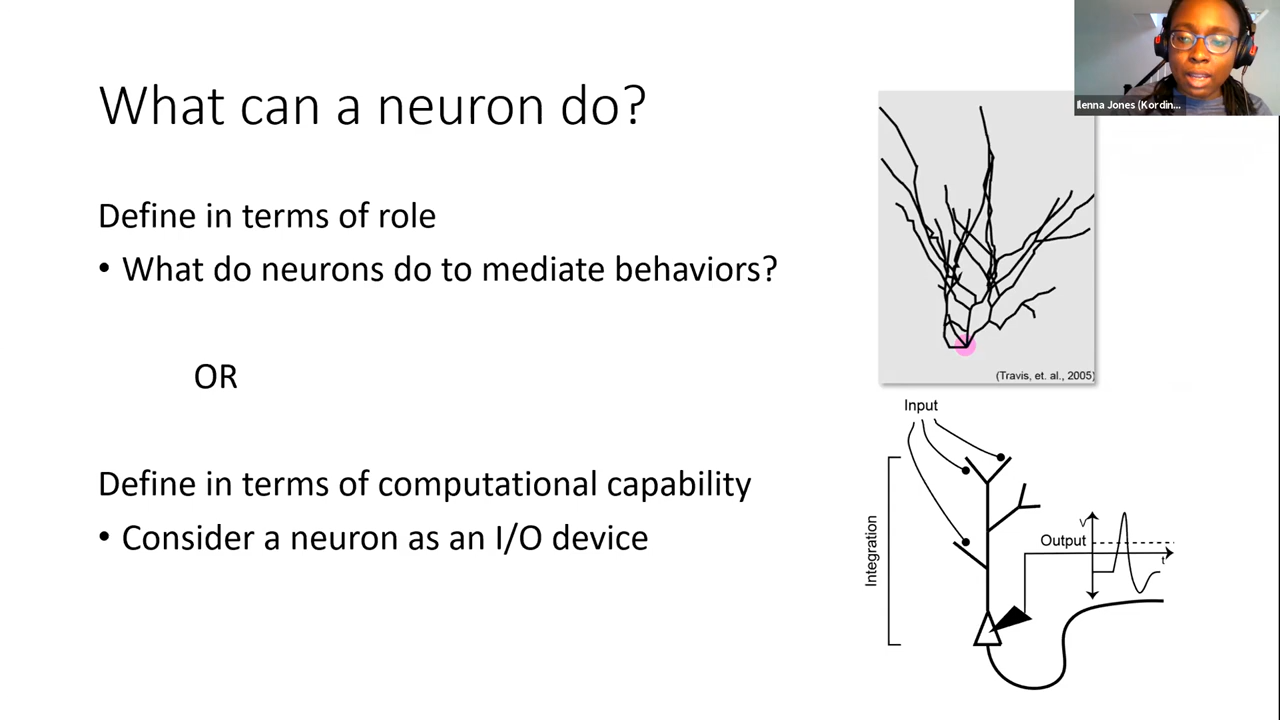 What can a neuron do?
Define in terms of role
• What do neurons do to mediate behaviors?
OR
Define in terms of computational capability
• Consider a neuron as an I/O device
Ilenna Jones (Kordin...
(Travis, et. al., 2005)
Input
Integration
Output
V
t